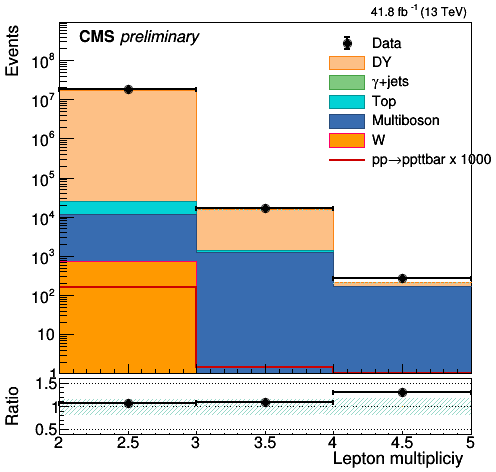 41.8 fb⁻¹ (13 TeV)
CMS preliminary
Events
10⁸
10⁷
10⁶
10⁵
10⁴
10³
10²
10
1
Data
DY
γ+jets
Top
Multiboson
W
pp→ppttbar x 1000
Ratio
1.5
1
0.5
2 2.5 3 3.5 4 4.5 5
Lepton multipliciy